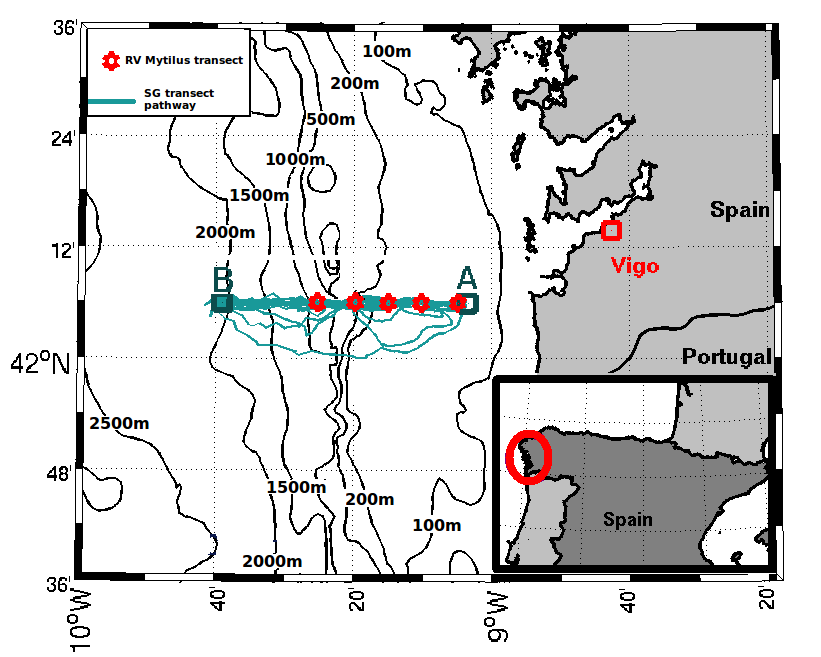 36'
100m
RV Mytilus transect
200m
SG transect
pathway
500m
24'
1000m
1500m
Spain
2000m
12'
Vigo
B
A
42°N
Portugal
2500m
48'
1500m
200m
100m
Spain
2000m
36'
10°W
40'
20'
9°W
40'
20'